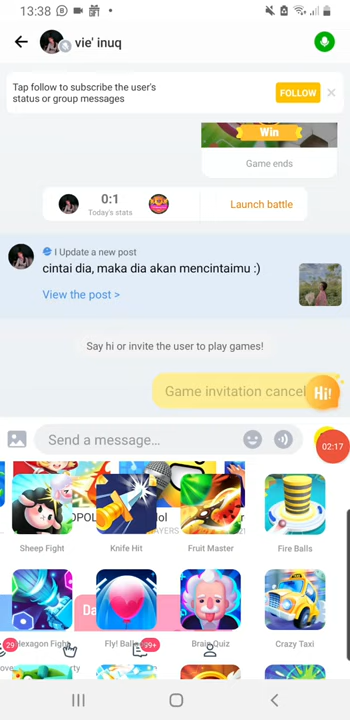 13:38
vie' inuq
Tap follow to subscribe the user's
status or group messages
FOLLOW
Win
Game ends
0:1
Today's stats
Launch battle
I Update a new post
cintai dia, maka dia akan mencintaimu :)
View the post >
Say hi or invite the user to play games!
Game invitation cancel
Hi!
Send a message...
02:17
Sheep Fight
Knife Hit
Fruit Master
Fire Balls
Hexagon Fight
Fly! Ball
Brain Quiz
Crazy Taxi
29
99+